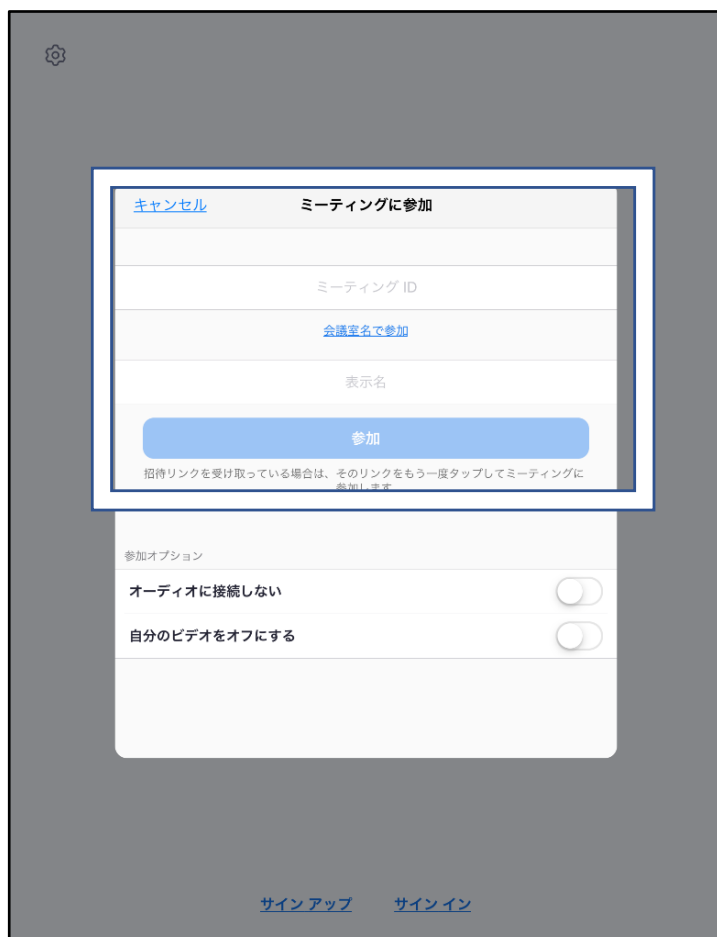 キャンセル ミーティングに参加
ミーティング ID
会議室名で参加
表示名
参加
招待リンクを受け取っている場合は、そのリンクをもう一度タップしてミーティングに
参加します
参加オプション
オーディオに接続しない
自分のビデオをオフにする
サイン アップ サイン イン